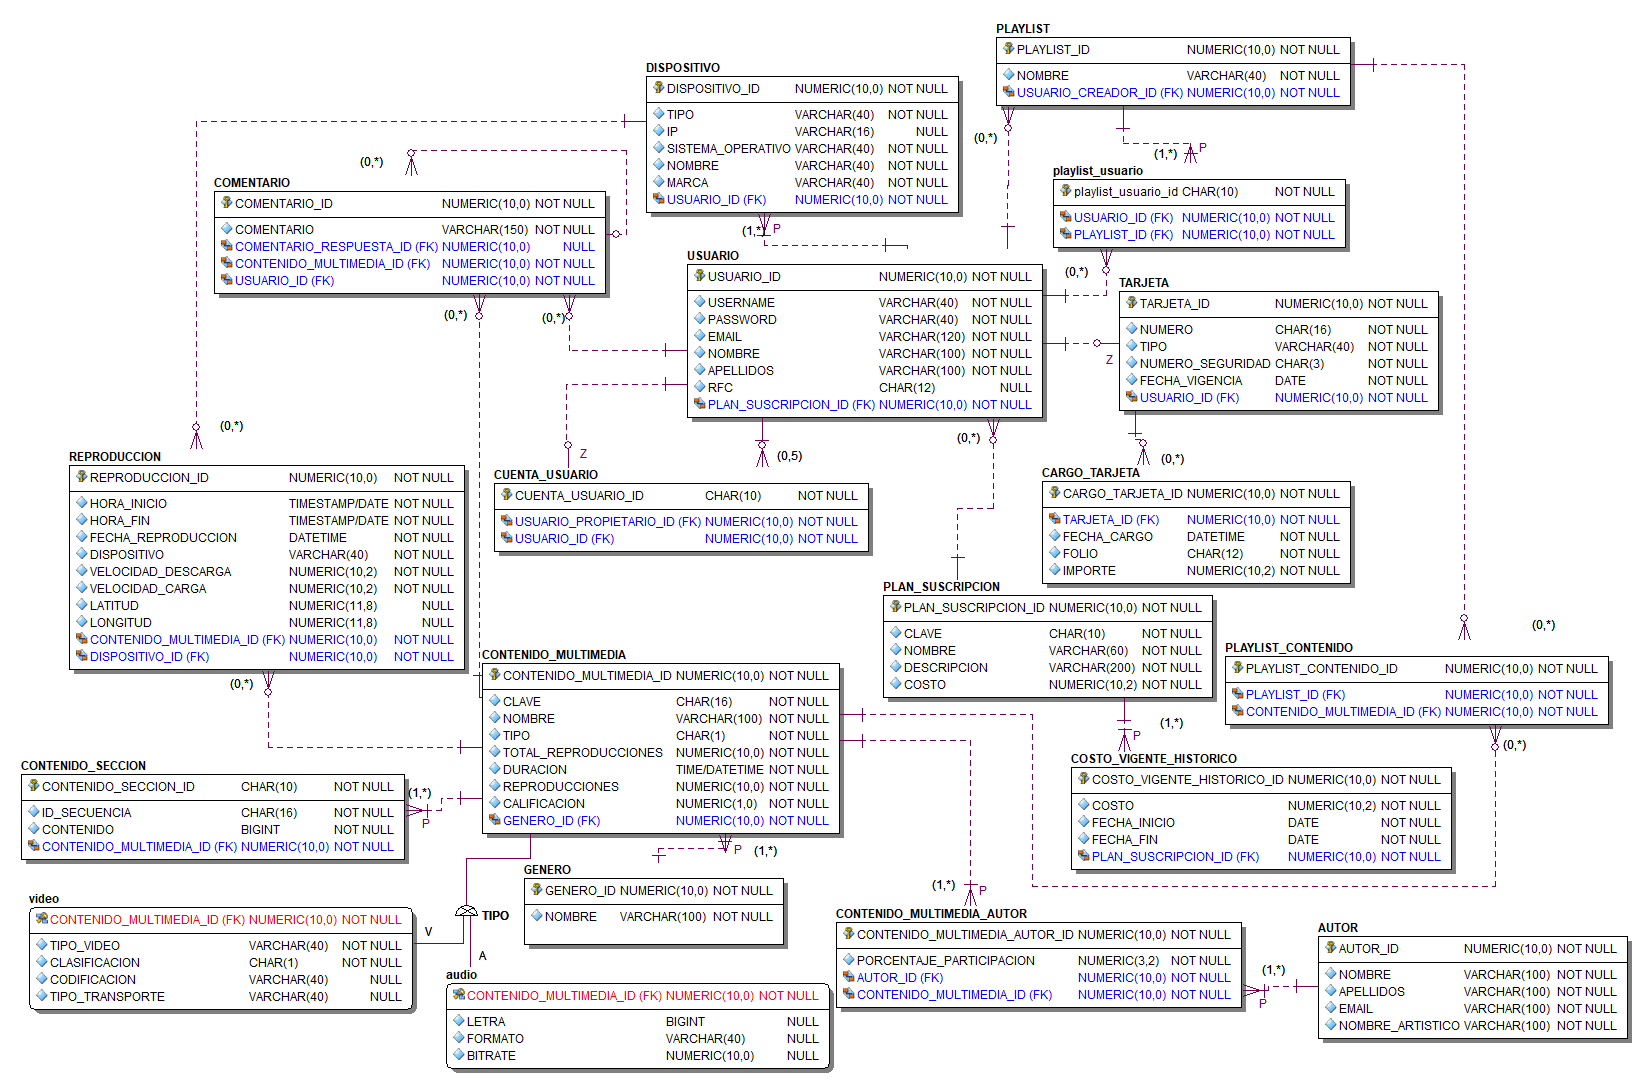 PLAYLIST
PLAYLIST_ID NUMERIC(10,0) NOT NULL
NOMBRE VARCHAR(40) NOT NULL
USUARIO_CREADOR_ID (FK) NUMERIC(10,0) NOT NULL
DISPOSITIVO
DISPOSITIVO_ID NUMERIC(10,0) NOT NULL
TIPO VARCHAR(40) NOT NULL
IP VARCHAR(16) NULL
SISTEMA_OPERATIVO VARCHAR(40) NOT NULL
NOMBRE VARCHAR(40) NOT NULL
MARCA VARCHAR(40) NOT NULL
USUARIO_ID (FK) NUMERIC(10,0) NOT NULL
(0,*)
(0,*)
(1,*) P
playlist_usuario
playlist_usuario_id CHAR(10) NOT NULL
USUARIO_ID (FK) NUMERIC(10,0) NOT NULL
PLAYLIST_ID (FK) NUMERIC(10,0) NOT NULL
COMENTARIO
COMENTARIO_ID NUMERIC(10,0) NOT NULL
COMENTARIO VARCHAR(150) NOT NULL
COMENTARIO_RESPUESTA_ID (FK) NUMERIC(10,0) NULL
CONTENIDO_MULTIMEDIA_ID (FK) NUMERIC(10,0) NOT NULL
USUARIO_ID (FK) NUMERIC(10,0) NOT NULL
(1,*) P
USUARIO
USUARIO_ID NUMERIC(10,0) NOT NULL
USERNAME VARCHAR(40) NOT NULL
PASSWORD VARCHAR(40) NOT NULL
EMAIL VARCHAR(120) NOT NULL
NOMBRE VARCHAR(100) NOT NULL
APELLIDOS VARCHAR(100) NOT NULL
RFC CHAR(12) NULL
PLAN_SUSCRIPCION_ID (FK) NUMERIC(10,0) NOT NULL
(0,*)
TARJETA
TARJETA_ID NUMERIC(10,0) NOT NULL
NUMERO CHAR(16) NOT NULL
TIPO VARCHAR(40) NOT NULL
NUMERO_SEGURIDAD CHAR(3) NOT NULL
FECHA_VIGENCIA DATE NOT NULL
USUARIO_ID (FK) NUMERIC(10,0) NOT NULL
Z
(0,*)
(0,*)
(0,*)
(0,*)
Z
(0,5)
(0,*)
REPRODUCCION
REPRODUCCION_ID NUMERIC(10,0) NOT NULL
HORA_INICIO TIMESTAMP/DATE NOT NULL
HORA_FIN TIMESTAMP/DATE NOT NULL
FECHA_REPRODUCCION DATETIME NOT NULL
DISPOSITIVO VARCHAR(40) NOT NULL
VELOCIDAD_DESCARGA NUMERIC(10,2) NOT NULL
VELOCIDAD_CARGA NUMERIC(10,2) NOT NULL
LATITUD NUMERIC(11,8) NULL
LONGITUD NUMERIC(11,8) NULL
CONTENIDO_MULTIMEDIA_ID (FK) NUMERIC(10,0) NOT NULL
DISPOSITIVO_ID (FK) NUMERIC(10,0) NOT NULL
CUENTA_USUARIO
CUENTA_USUARIO_ID CHAR(10) NOT NULL
USUARIO_PROPIETARIO_ID (FK) NUMERIC(10,0) NOT NULL
USUARIO_ID (FK) NUMERIC(10,0) NOT NULL
CARGO_TARJETA
CARGO_TARJETA_ID NUMERIC(10,0) NOT NULL
TARJETA_ID (FK) NUMERIC(10,0) NOT NULL
FECHA_CARGO DATETIME NOT NULL
FOLIO CHAR(12) NOT NULL
IMPORTE NUMERIC(10,2) NOT NULL
PLAN_SUSCRIPCION
PLAN_SUSCRIPCION_ID NUMERIC(10,0) NOT NULL
CLAVE CHAR(10) NOT NULL
NOMBRE VARCHAR(60) NOT NULL
DESCRIPCION VARCHAR(200) NOT NULL
COSTO NUMERIC(10,2) NOT NULL
(0,*)
PLAYLIST_CONTENIDO
PLAYLIST_CONTENIDO_ID NUMERIC(10,0) NOT NULL
PLAYLIST_ID (FK) NUMERIC(10,0) NOT NULL
CONTENIDO_MULTIMEDIA_ID (FK) NUMERIC(10,0) NOT NULL
(0,*)
(0,*)
CONTENIDO_MULTIMEDIA
CONTENIDO_MULTIMEDIA_ID NUMERIC(10,0) NOT NULL
CLAVE CHAR(16) NOT NULL
NOMBRE VARCHAR(100) NOT NULL
TIPO CHAR(1) NOT NULL
TOTAL_REPRODUCCIONES NUMERIC(10,0) NOT NULL
DURACION TIME/DATETIME NOT NULL
REPRODUCCIONES NUMERIC(10,0) NOT NULL
CALIFICACION NUMERIC(1,0) NOT NULL
GENERO_ID (FK) NUMERIC(10,0) NOT NULL
(1,*) P
COSTO_VIGENTE_HISTORICO
COSTO_VIGENTE_HISTORICO_ID NUMERIC(10,0) NOT NULL
COSTO NUMERIC(10,2) NOT NULL
FECHA_INICIO DATE NOT NULL
FECHA_FIN DATE NOT NULL
PLAN_SUSCRIPCION_ID (FK) NUMERIC(10,0) NOT NULL
CONTENIDO_SECCION
CONTENIDO_SECCION_ID CHAR(10) NOT NULL
ID_SECUENCIA CHAR(16) NOT NULL
CONTENIDO BIGINT NOT NULL
CONTENIDO_MULTIMEDIA_ID (FK) NUMERIC(10,0) NOT NULL
(1,*)
P
P (1,*)
GENERO
GENERO_ID NUMERIC(10,0) NOT NULL
NOMBRE VARCHAR(100) NOT NULL
(1,*) P
video
CONTENIDO_MULTIMEDIA_ID (FK) NUMERIC(10,0) NOT NULL
TIPO_VIDEO VARCHAR(40) NOT NULL
CLASIFICACION CHAR(1) NOT NULL
CODIFICACION VARCHAR(40) NULL
TIPO_TRANSPORTE VARCHAR(40) NULL
TIPO
V
A
audio
CONTENIDO_MULTIMEDIA_ID (FK) NUMERIC(10,0) NOT NULL
LETRA BIGINT NULL
FORMATO VARCHAR(40) NULL
BITRATE NUMERIC(10,0) NULL
CONTENIDO_MULTIMEDIA_AUTOR
CONTENIDO_MULTIMEDIA_AUTOR_ID NUMERIC(10,0) NOT NULL
PORCENTAJE_PARTICIPACION NUMERIC(3,2) NOT NULL
AUTOR_ID (FK) NUMERIC(10,0) NOT NULL
CONTENIDO_MULTIMEDIA_ID (FK) NUMERIC(10,0) NOT NULL
(1,*)
P
AUTOR
AUTOR_ID NUMERIC(10,0) NOT NULL
NOMBRE VARCHAR(100) NOT NULL
APELLIDOS VARCHAR(100) NOT NULL
EMAIL VARCHAR(100) NOT NULL
NOMBRE_ARTISTICO VARCHAR(100) NOT NULL